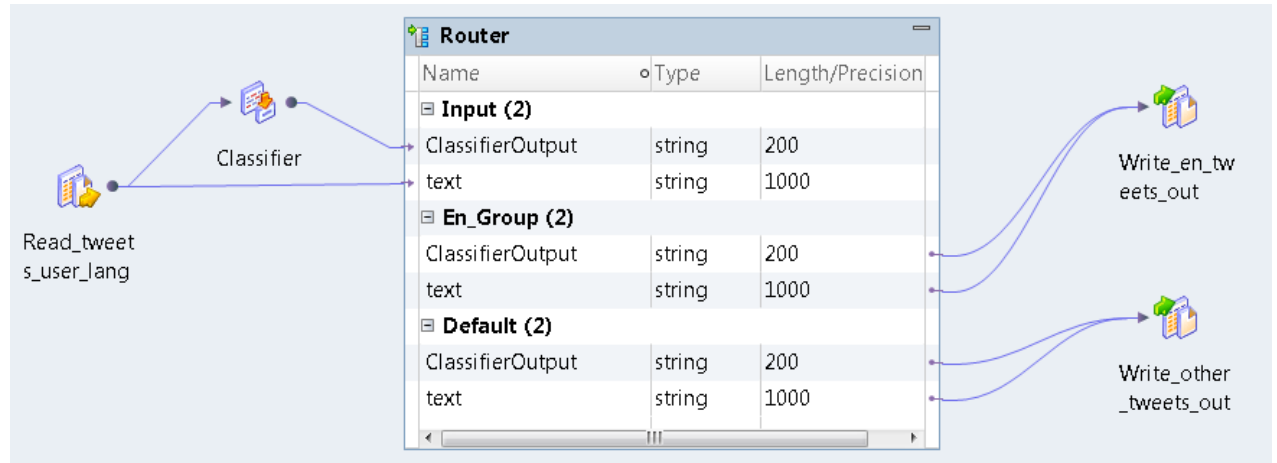 Router
Name Type Length/Precision
Input (2)
ClassifierOutput string 200
text string 1000
En_Group (2)
ClassifierOutput string 200
text string 1000
Default (2)
ClassifierOutput string 200
text string 1000
Classifier
Read_tweet
s_user_lang
Write_en_tw
eets_out
Write_other
_tweets_out